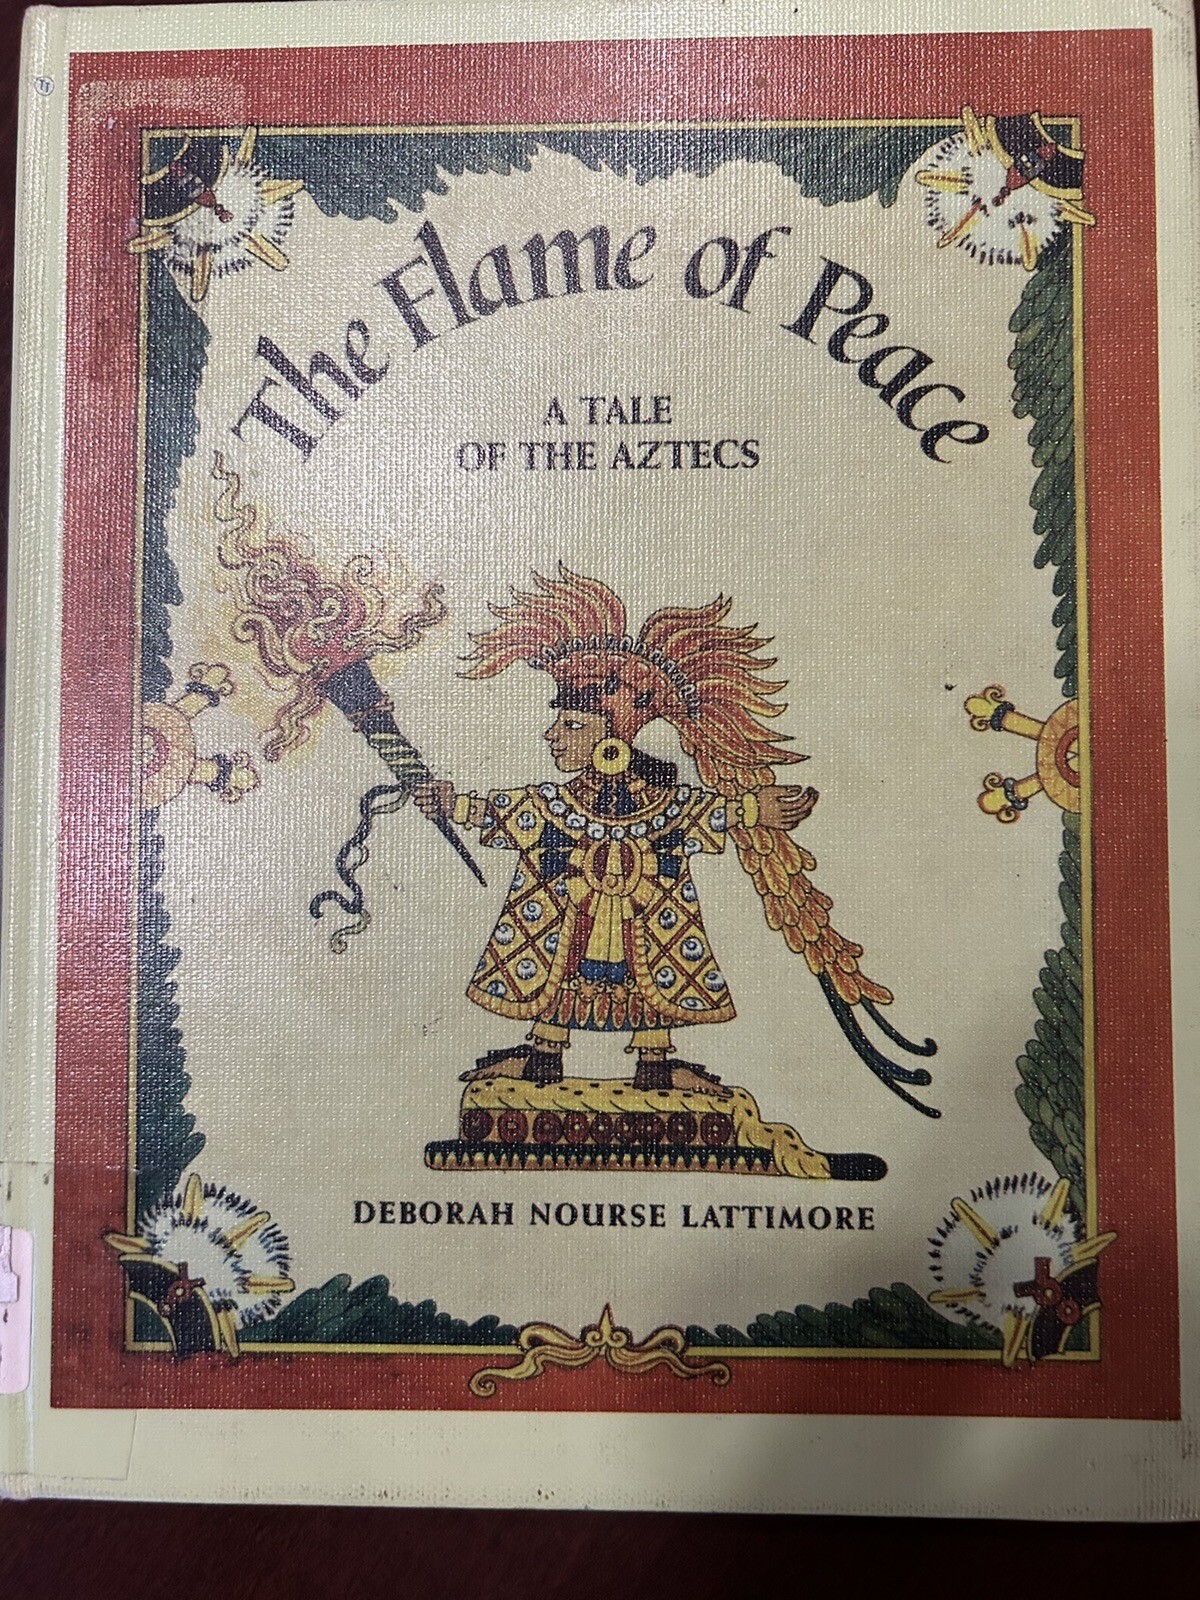 The Flame of Peace
A TALE
OF THE AZTECS
DEBORAH NOURSE LATTIMORE